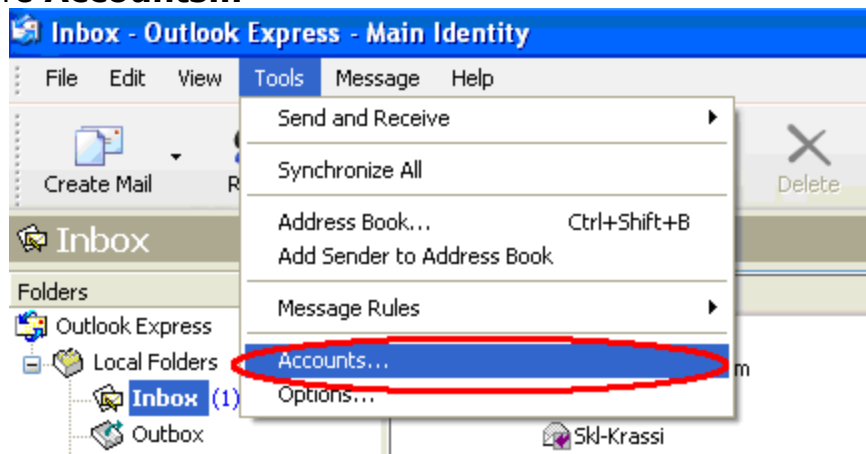 Accounts...
Inbox - Outlook Express - Main Identity
File Edit View Tools Message Help
Send and Receive
Synchronize All
Address Book... Ctrl+Shift+B
Add Sender to Address Book
Message Rules
Accounts...
Options...
Create Mail
R
Delete
Inbox
Folders
Outlook Express
Local Folders
Inbox (1)
Outbox
m
Skl-Krassi